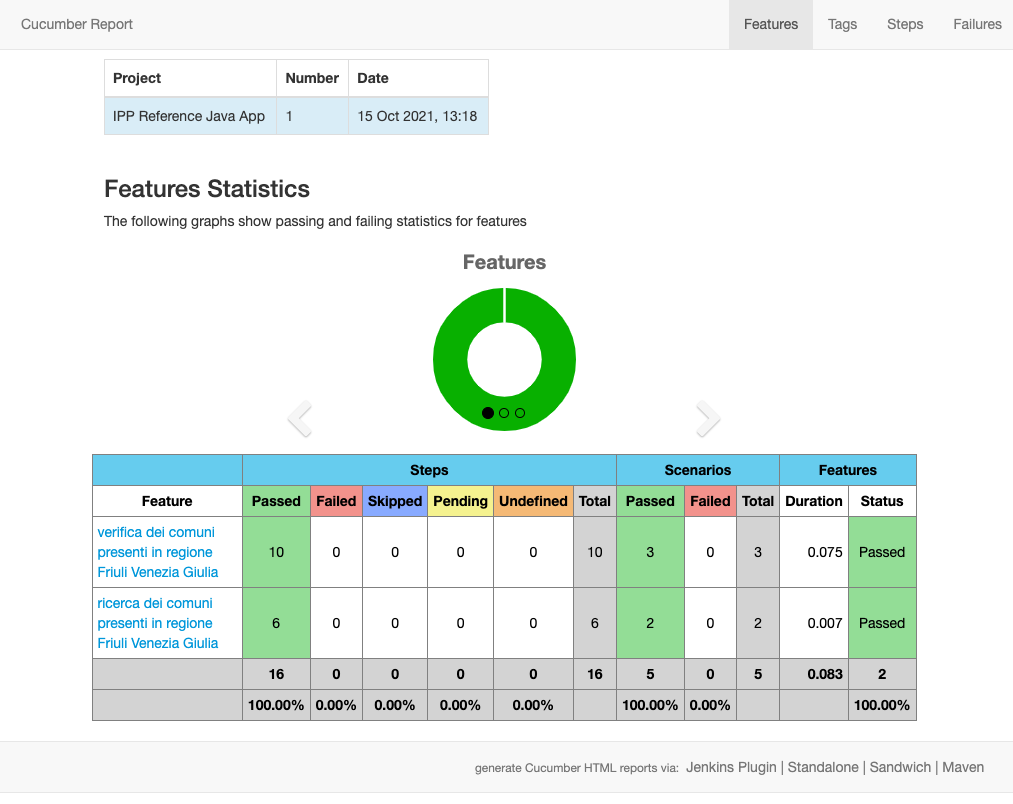 Cucumber Report Features Tags Steps Failures
Project Number Date
IPP Reference Java App 1 15 Oct 2021, 13:18
Features Statistics
The following graphs show passing and failing statistics for features
Features
Steps Scenarios Features
Feature Passed Failed Skipped Pending Undefined Total Passed Failed Total Duration Status
verifica dei comuni
presenti in regione 10 0 0 0 0 10 3 0 3 0.075 Passed
Friuli Venezia Giulia
ricerca dei comuni
presenti in regione 6 0 0 0 0 6 2 0 2 0.007 Passed
Friuli Venezia Giulia
16 0 0 0 0 16 5 0 5 0.083 2
100.00% 0.00% 0.00% 0.00% 0.00% 100.00% 0.00% 100.00%
generate Cucumber HTML reports via: Jenkins Plugin | Standalone | Sandwich | Maven